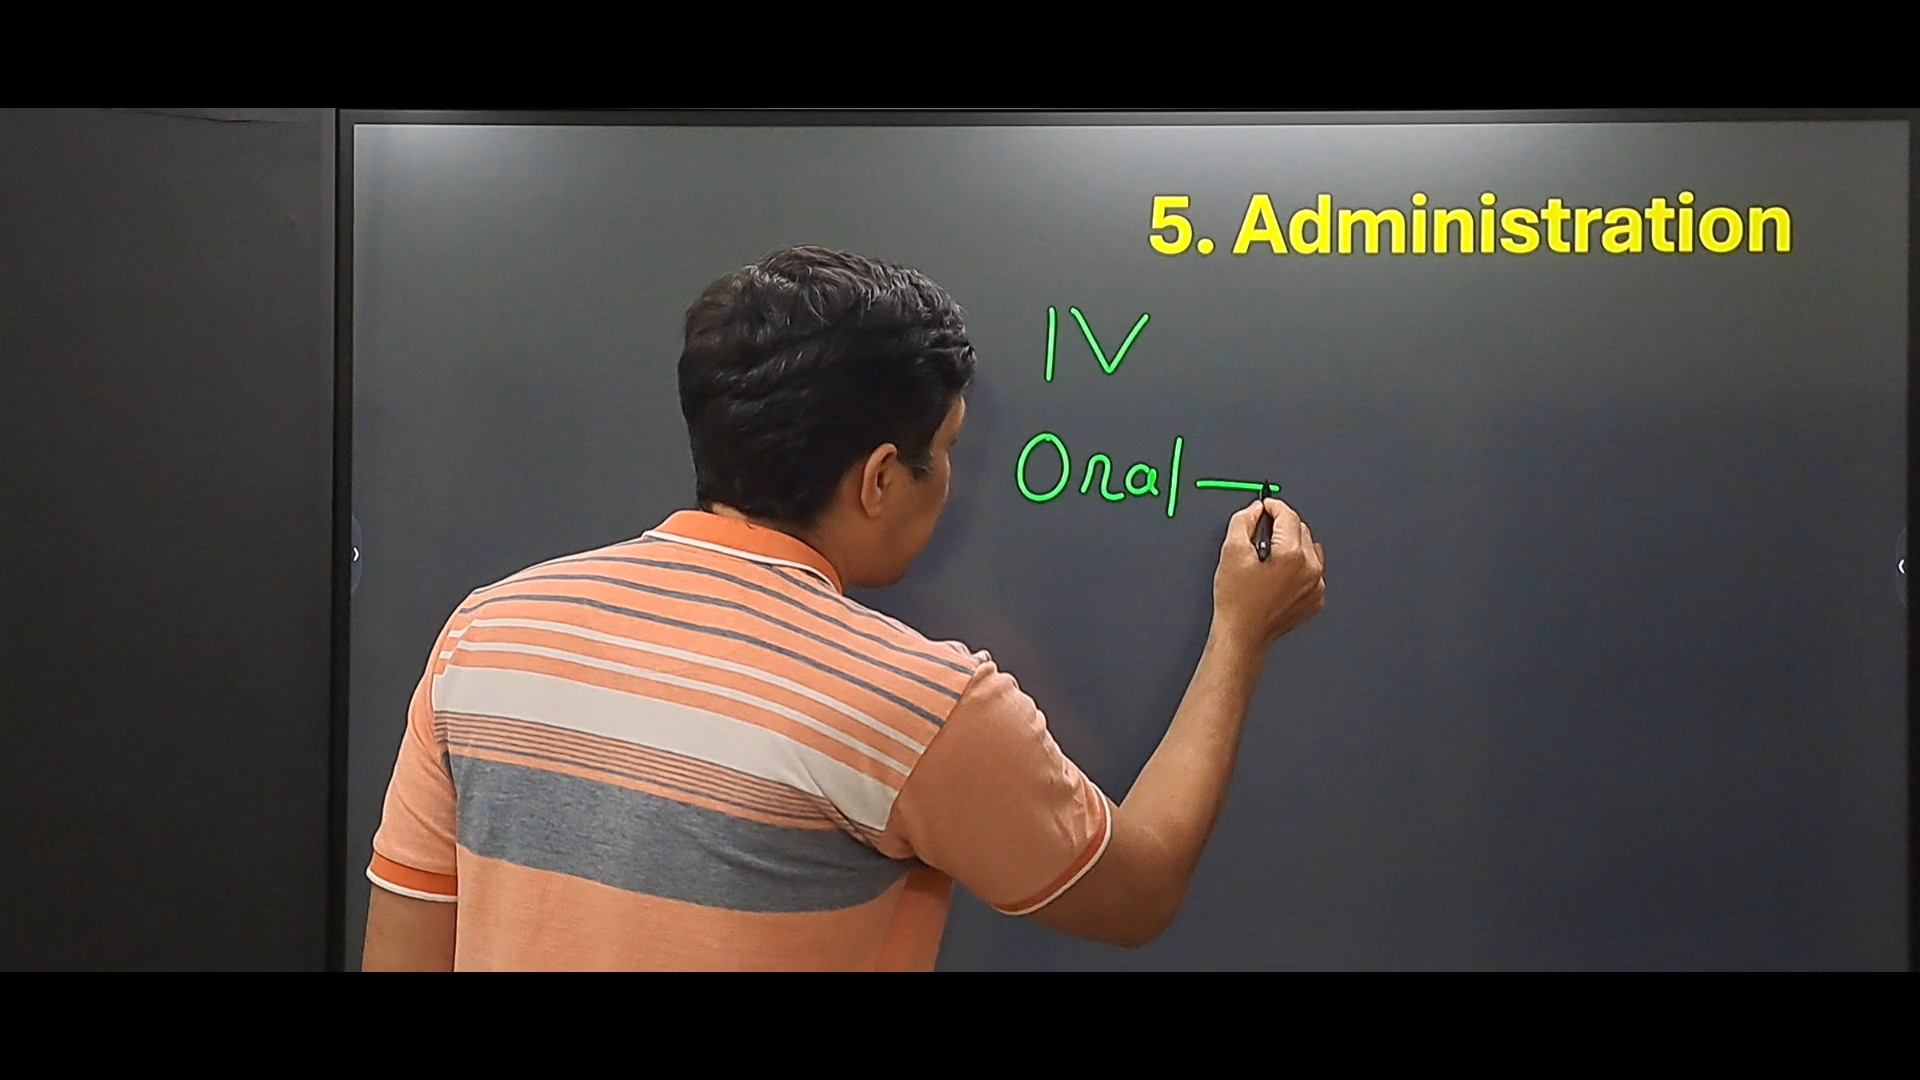 5. Administration
IV
Oral —